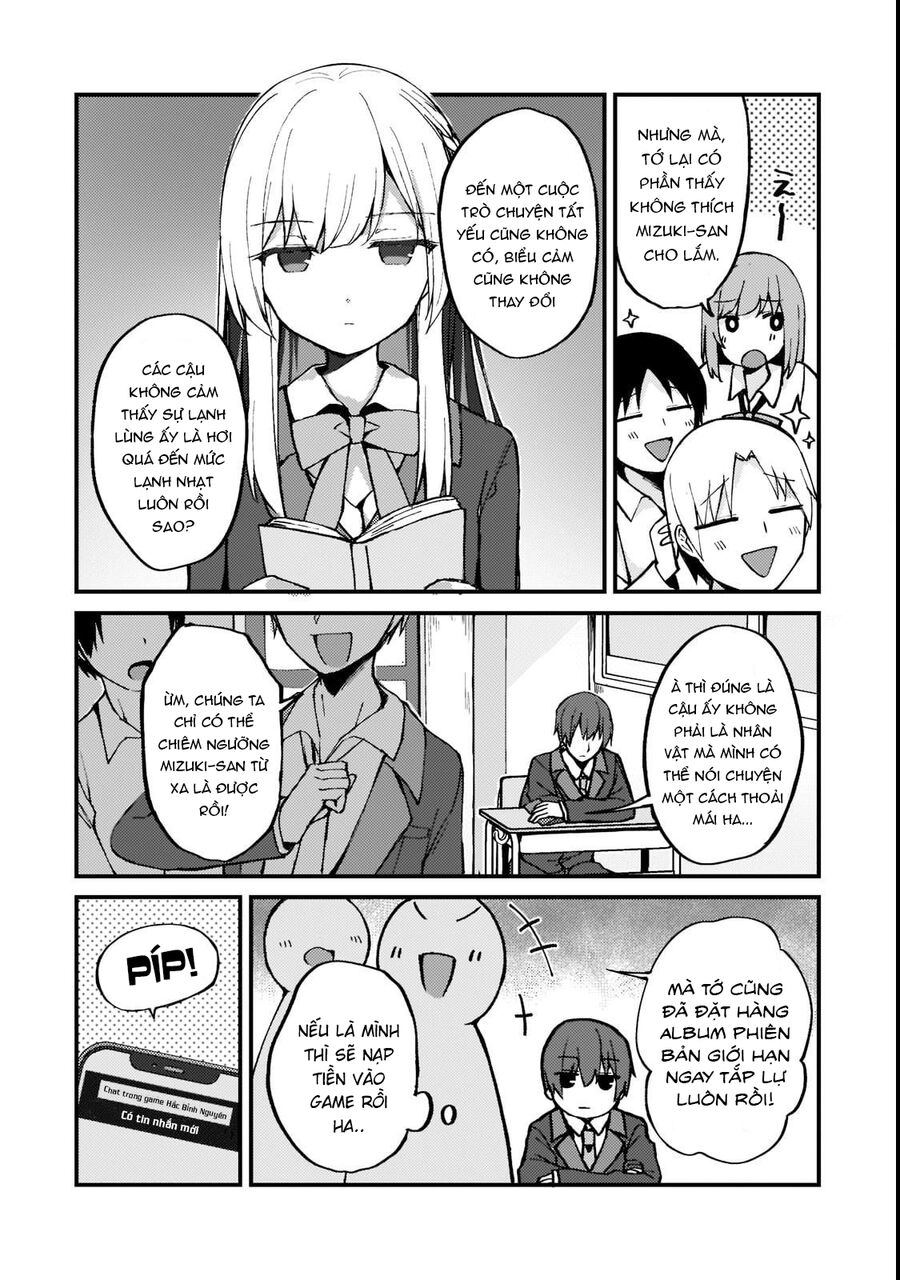 NHƯNG MÀ,
TỚ LẠI CÓ
PHẦN THẤY
KHÔNG THÍCH
MIZUKI-SAN
CHO LẮM.
えー
ĐẾN MỘT CUỘC
TRÒ CHUYỆN TẤT
YẾU CŨNG KHÔNG
CÓ, BIỂU CẢM
CŨNG KHÔNG
THAY ĐỔI
CÁC CẬU
KHÔNG CẢM
THẤY SỰ LẠNH
LÙNG ẤY LÀ HƠI
QUÁ ĐẾN MỨC
LẠNH NHẠT
LUÔN RỒI
SAO?
À THÌ ĐÚNG LÀ
CẬU ẤY KHÔNG
PHẢI LÀ NHÂN
VẬT MÀ MÌNH CÓ
THỂ NÓI CHUYỆN
MỘT CÁCH THOẢI
MÁI HA...
ỪM, CHÚNG TA
CHỈ CÓ THỂ
CHIÊM NGƯỠNG
MIZUKI-SAN TỪ
XA LÀ ĐƯỢC
RỒI!
MÀ TỚ CŨNG
ĐÃ ĐẶT HÀNG
ALBUM PHIÊN
BẢN GIỚI HẠN
NGAY TẮP LỰ
LUÔN RỒI!
NẾU LÀ MÌNH
THÌ SẼ NẠP
TIỀN VÀO
GAME RỒI
HA..
PÍP!
Chat trong game Hắc Bình Nguyên
Có tin nhắn mới